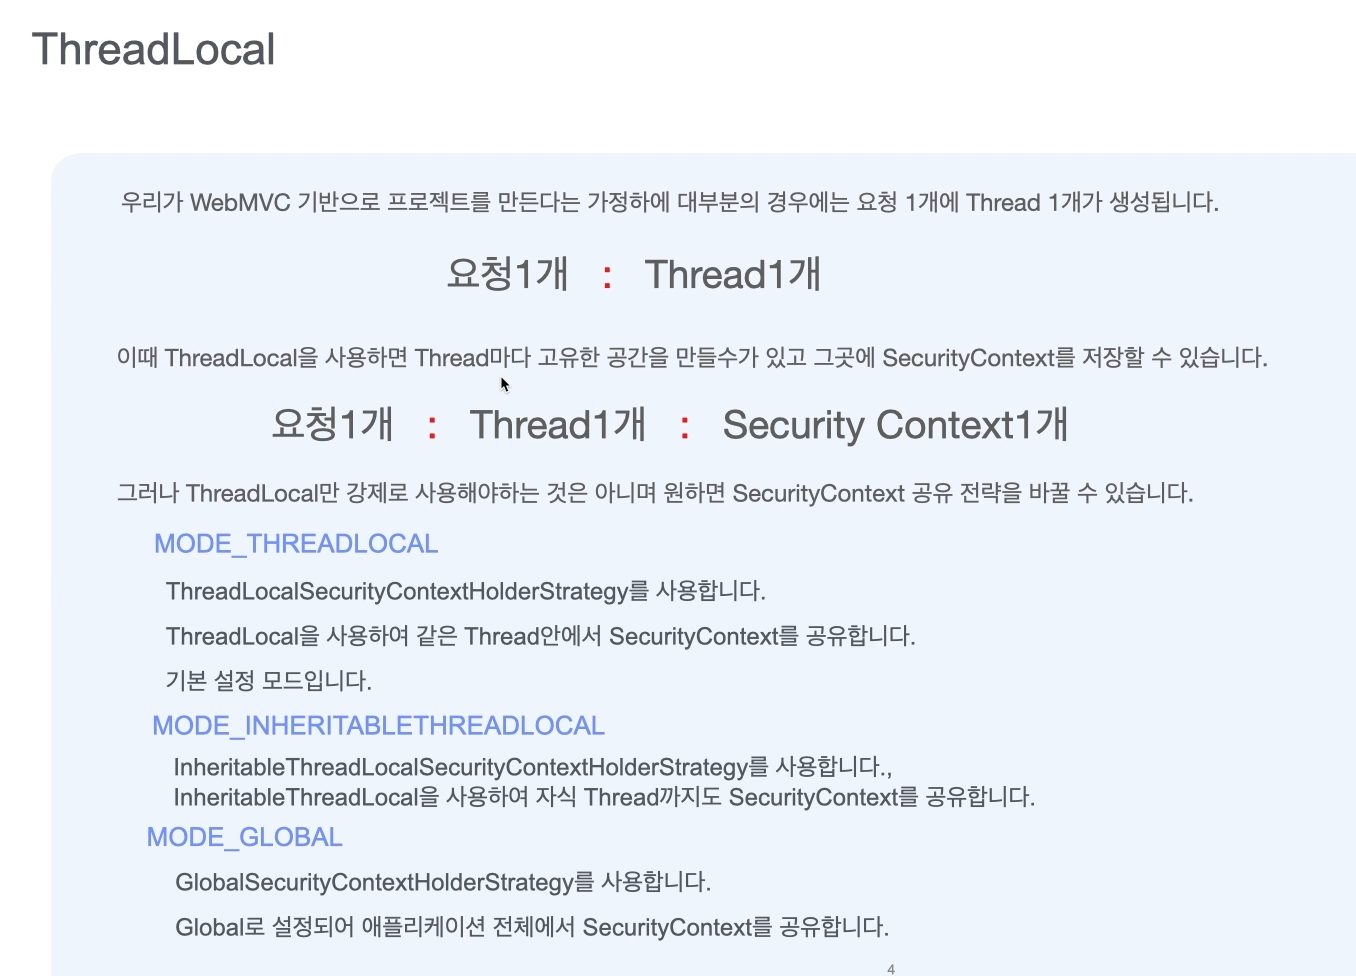 ThreadLocal
우리가 WebMVC 기반으로 프로젝트를 만든다는 가정하에 대부분의 경우에는 요청 1개에 Thread 1개가 생성됩니다.
요청1개 : Thread1개
이때 ThreadLocal을 사용하면 Thread마다 고유한 공간을 만들수가 있고 그곳에 SecurityContext를 저장할 수 있습니다.
요청1개 : Thread1개 : Security Context1개
그러나 ThreadLocal만 강제로 사용해야하는 것은 아니며 원하면 SecurityContext 공유 전략을 바꿀 수 있습니다.
MODE_THREADLOCAL
ThreadLocalSecurityContextHolderStrategy를 사용합니다.
ThreadLocal을 사용하여 같은 Thread안에서 SecurityContext를 공유합니다.
기본 설정 모드입니다.
MODE_INHERITABLETHREADLOCAL
InheritableThreadLocalSecurityContextHolderStrategy를 사용합니다.,
InheritableThreadLocal을 사용하여 자식 Thread까지도 SecurityContext를 공유합니다.
MODE_GLOBAL
GlobalSecurityContextHolderStrategy를 사용합니다.
Global로 설정되어 애플리케이션 전체에서 SecurityContext를 공유합니다.
4